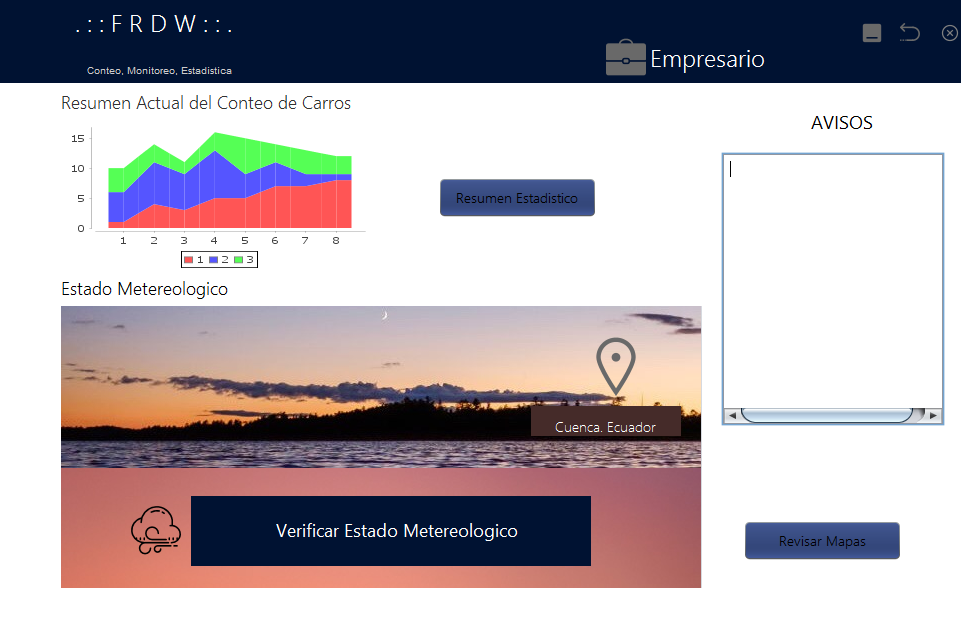 .::FRDW::.
Conteo, Monitoreo, Estadistica
Empresario
Resumen Actual del Conteo de Carros
15
10
5
0
1 2 3 4 5 6 7 8
1 2 3
Resumen Estadistico
AVISOS
Estado Metereologico
Cuenca. Ecuador
Verificar Estado Metereologico
Revisar Mapas